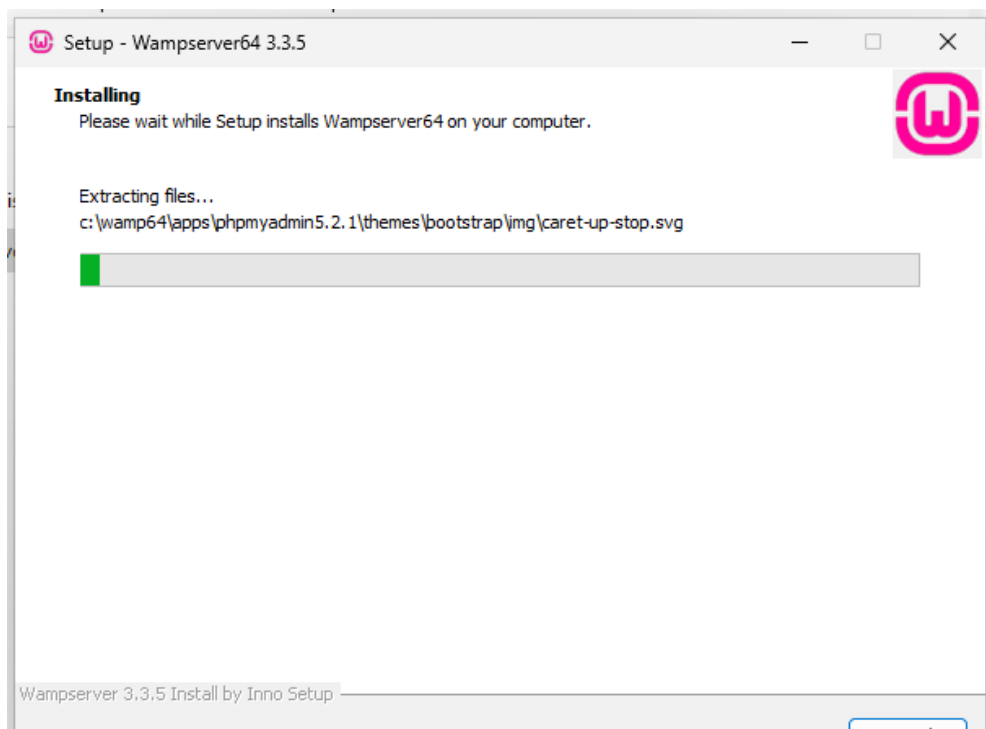 Setup - Wampserver64 3.3.5
Installing
Please wait while Setup installs Wampserver64 on your computer.
Extracting files...
c:\wamp64\apps\phpmyadmin5.2.1\themes\bootstrap\img\caret-up-stop.svg
Wampserver 3.3.5 Install by Inno Setup